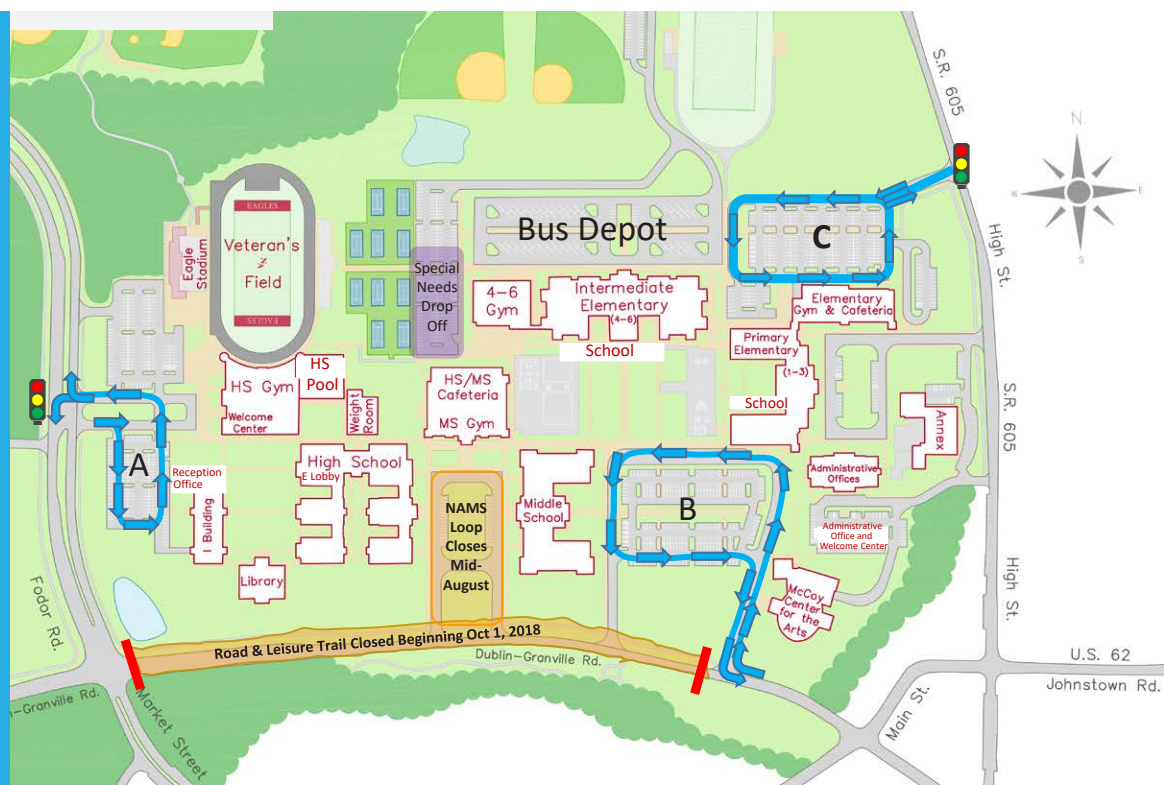 S.R. 605
N
W
E
S
EAGLES
Veteran's
&
Field
EAGLES
Eagle
Stadium
Special
Needs
Drop
Off
Bus Depot
C
High St.
4-6
Gym
Intermediate
Elementary
(4-6)
School
Elementary
Gym & Cafeteria
Primary
Elementary
(1-3)
School
HS
Pool
HS Gym
Welcome
Center
Weight
Room
HS/MS
Cafeteria
MS Gym
S.R. 605
Annex
A
Reception
Office
I Building
High School
E Lobby
NAMS
Loop
Closes
Mid-
August
Middle
School
B
Administrative
Offices
Administrative
Office and
Welcome Center
Library
McCoy
Center
for the
Arts
High St.
Fodor Rd.
Road & Leisure Trail Closed Beginning Oct 1, 2018
Dublin-Granville Rd.
U.S. 62
Johnstown Rd.
Main St.
n-Granville Rd.
Market Street